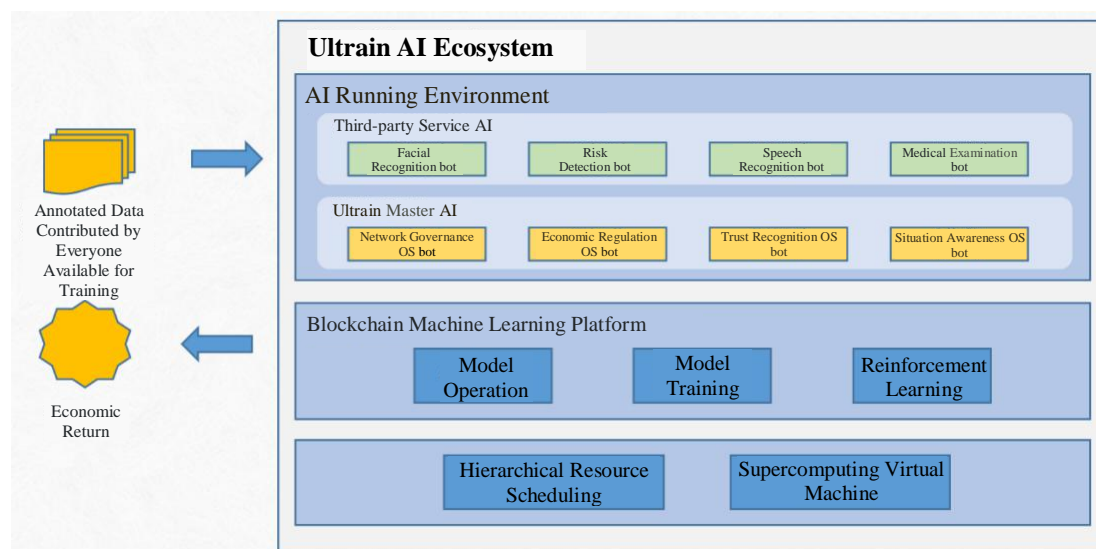 Ultrain AI Ecosystem
AI Running Environment
Third-party Service AI
Facial
Recognition bot
Risk
Detection bot
Speech
Recognition bot
Medical Examination
bot
Ultrain Master AI
Network Governance
OS bot
Economic Regulation
OS bot
Trust Recognition OS
bot
Situation Awareness OS
bot
Annotated Data
Contributed by
Everyone
Available for
Training
Economic
Return
Blockchain Machine Learning Platform
Model
Operation
Model
Training
Reinforcement
Learning
Hierarchical Resource
Scheduling
Supercomputing Virtual
Machine